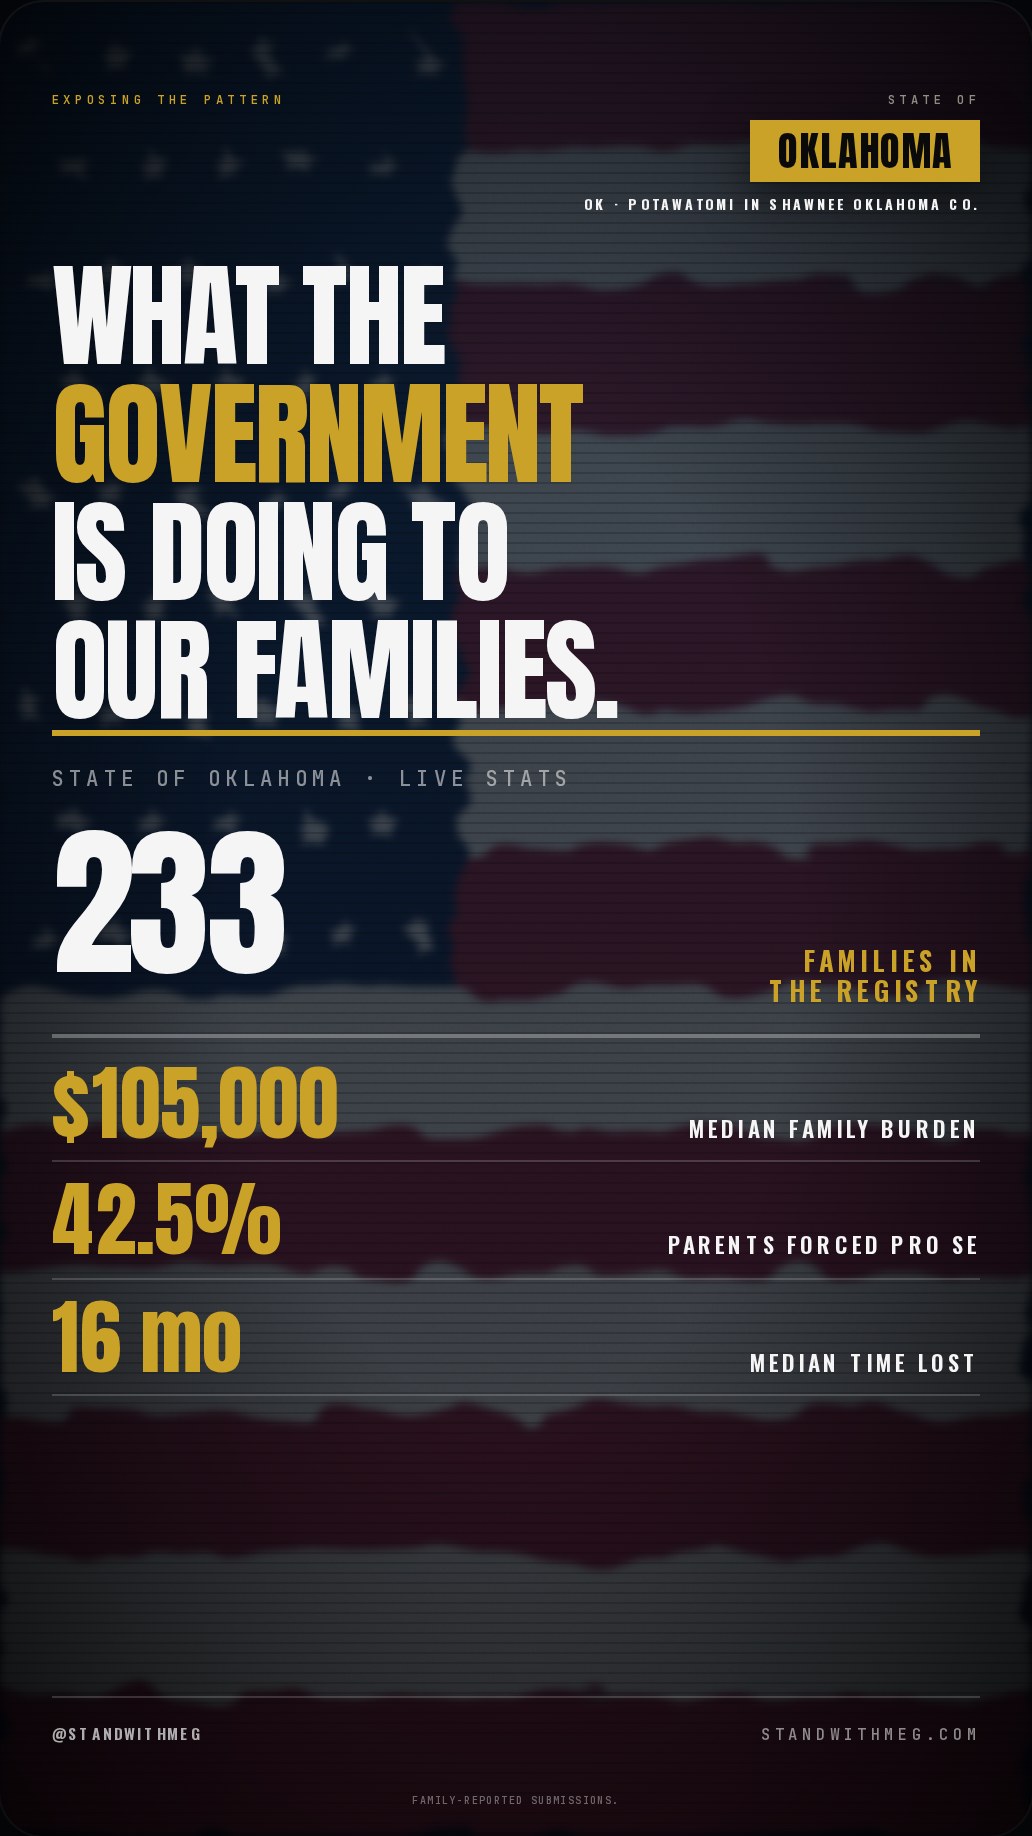 EXPOSING THE PATTERN
STATE OF
OKLAHOMA
OK · POTAWATOMI IN SHAWNEE OKLAHOMA CO.
WHAT THE
GOVERNMENT
IS DOING TO
OUR FAMILIES.
STATE OF OKLAHOMA · LIVE STATS
233
FAMILIES IN
THE REGISTRY
$105,000
MEDIAN FAMILY BURDEN
42.5%
PARENTS FORCED PRO SE
16 mo
MEDIAN TIME LOST
@STANDWITHMEG
STANDWITHMEG.COM
FAMILY-REPORTED SUBMISSIONS.